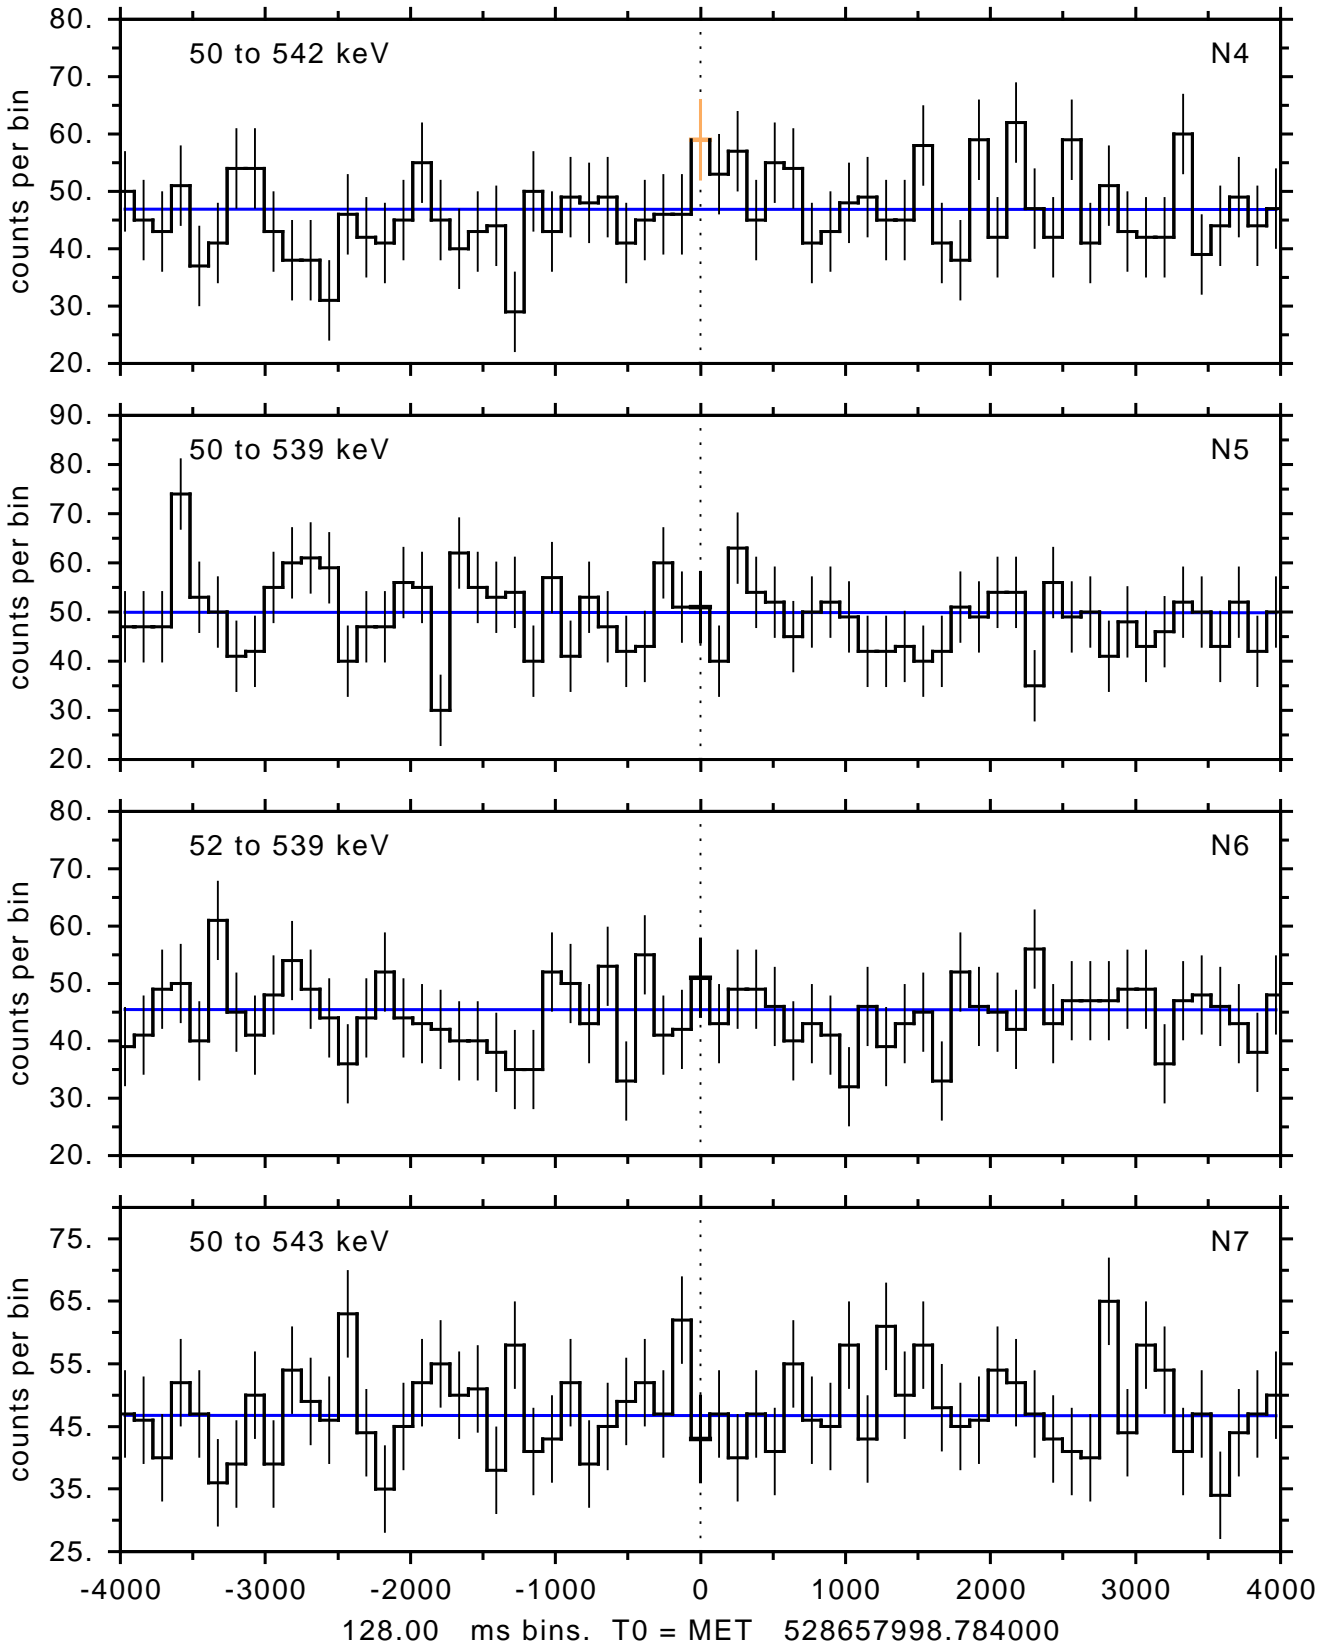 80.
50 to 542 keV N4
70.
60.
50.
40.
30.
20.
counts per bin
90.
50 to 539 keV N5
80.
70.
60.
50.
40.
30.
20.
counts per bin
80.
52 to 539 keV N6
70.
60.
50.
40.
30.
20.
counts per bin
75.
50 to 543 keV N7
65.
55.
45.
35.
25.
counts per bin
-4000 -3000 -2000 -1000 0 1000 2000 3000 4000
128.00 ms bins. T0 = MET 528657998.784000